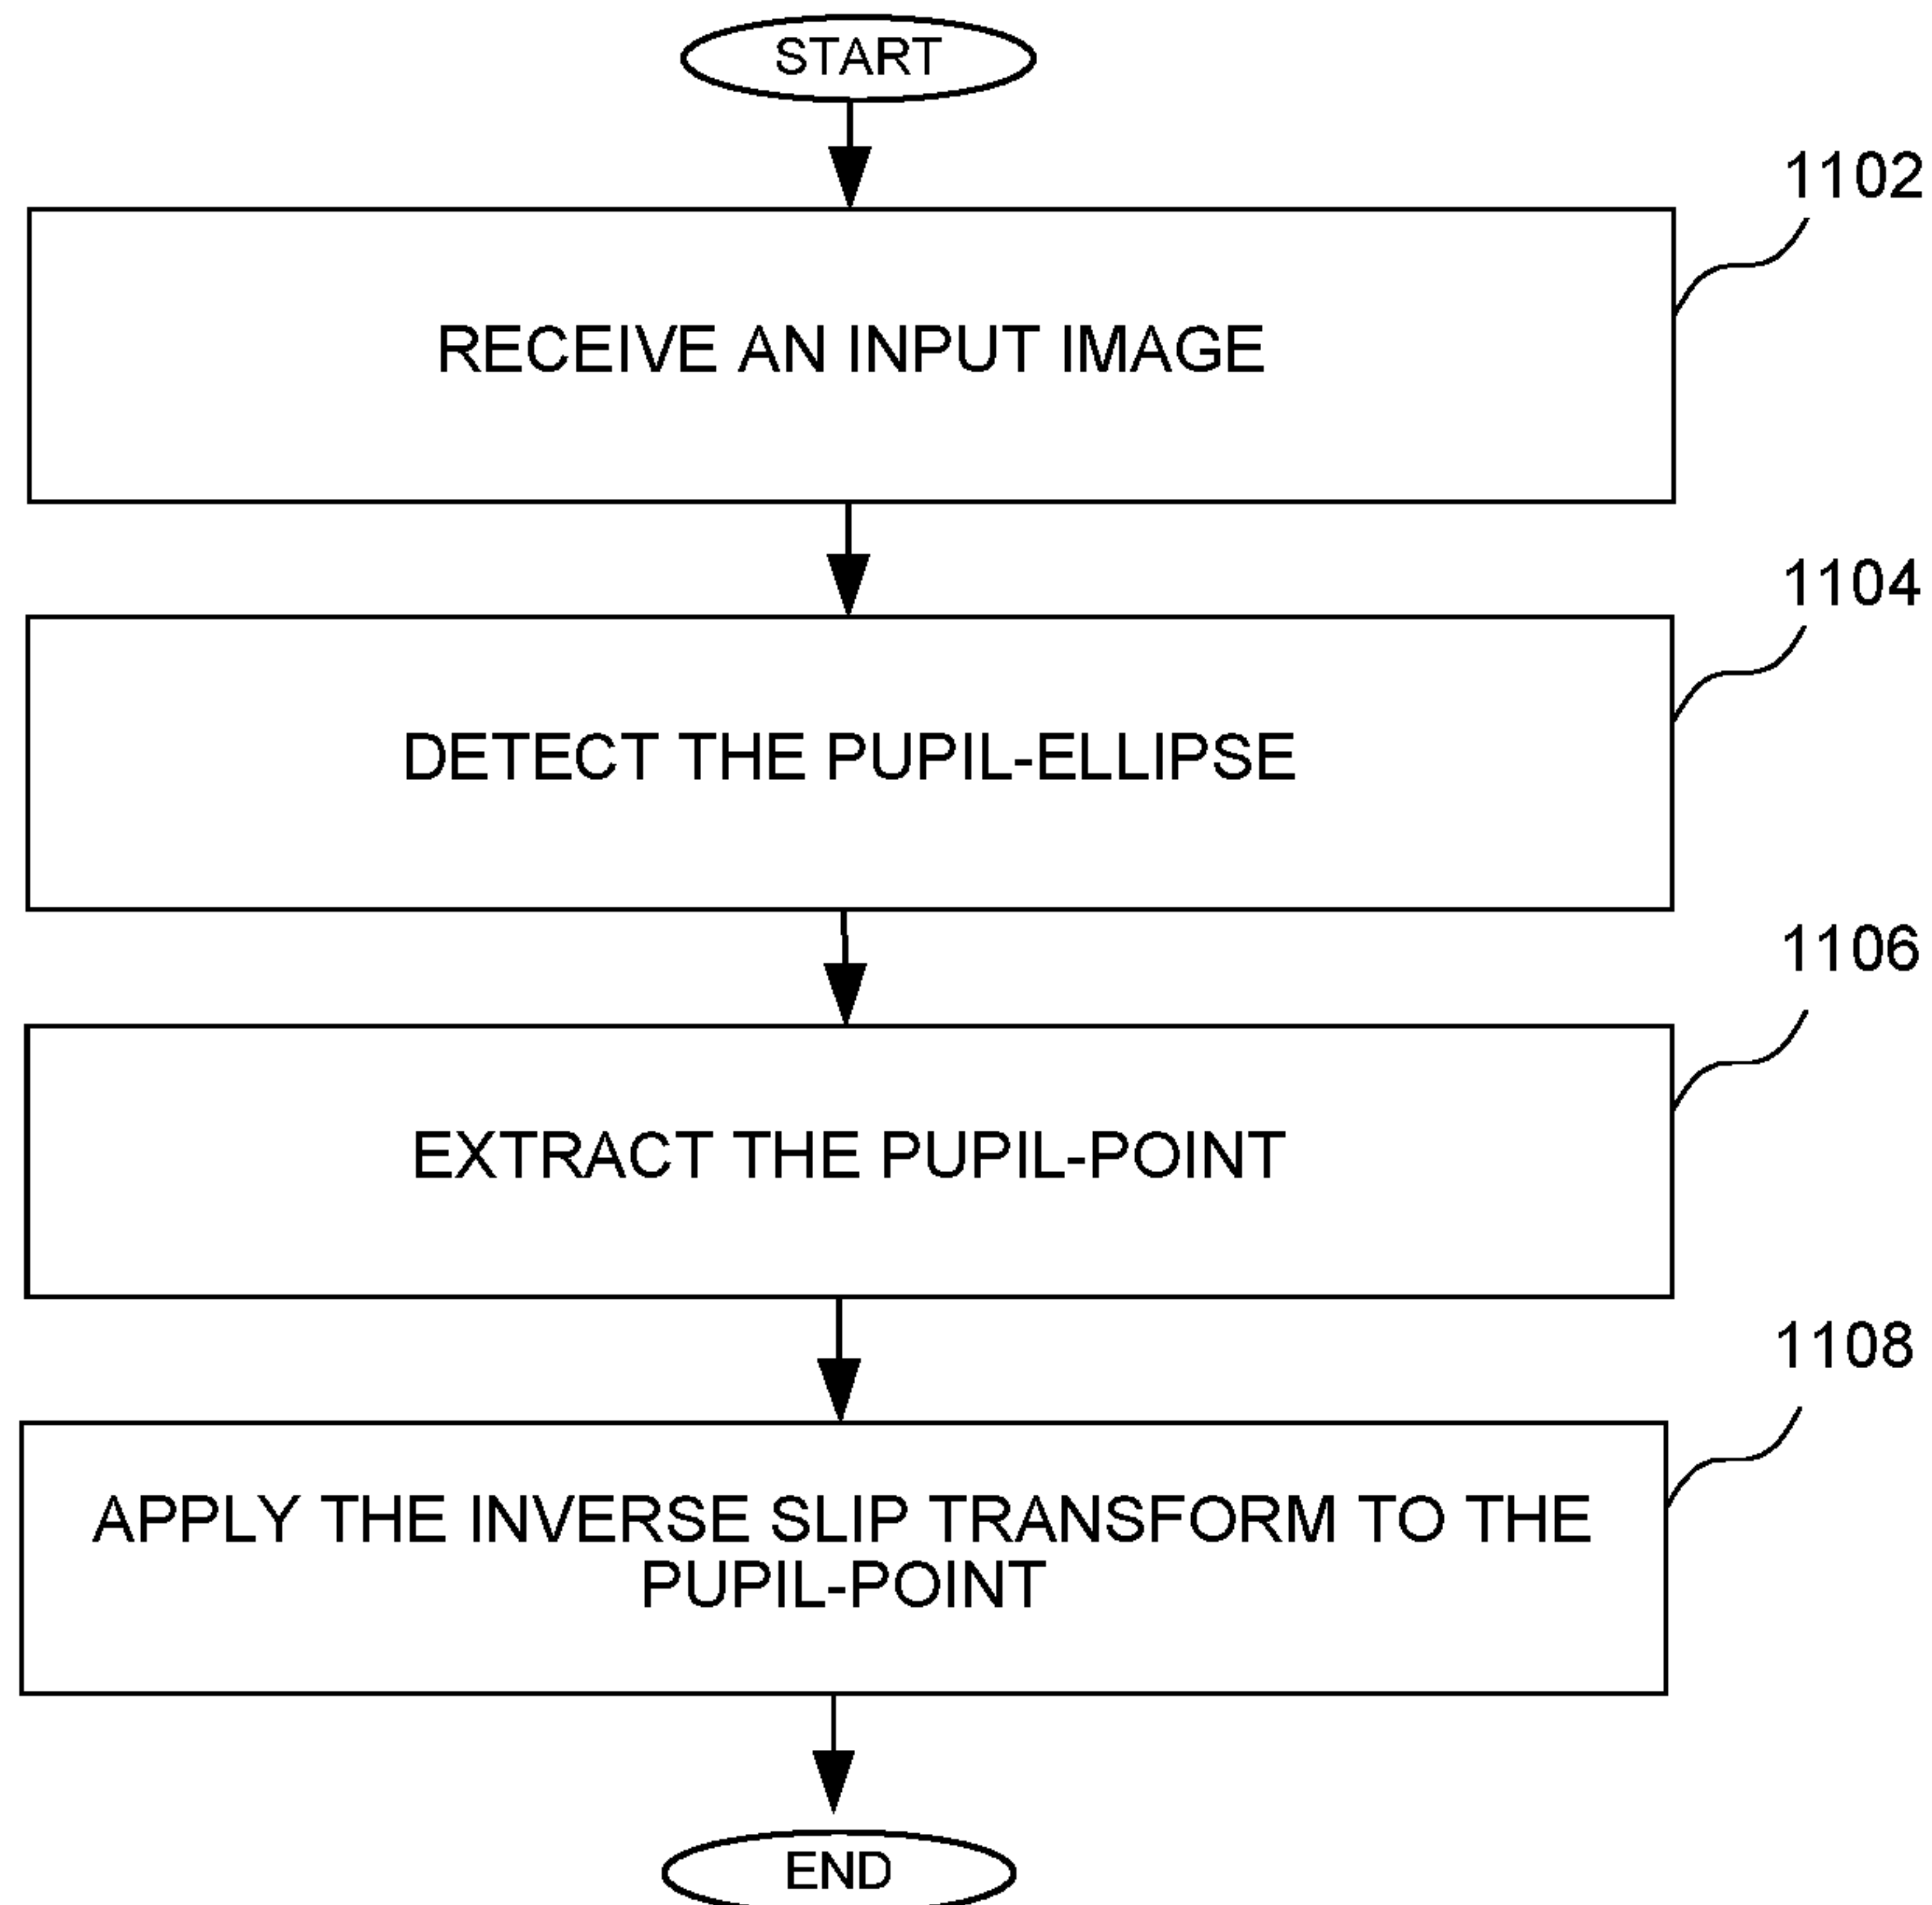 START
1102
RECEIVE AN INPUT IMAGE
1104
DETECT THE PUPIL-ELLIPSE
1106
EXTRACT THE PUPIL-POINT
1108
APPLY THE INVERSE SLIP TRANSFORM TO THE
PUPIL-POINT
END